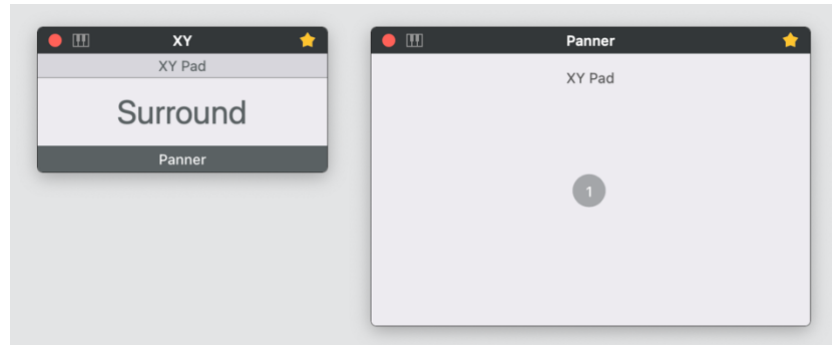 XY
XY Pad
Surround
Panner
Panner
XY Pad
1